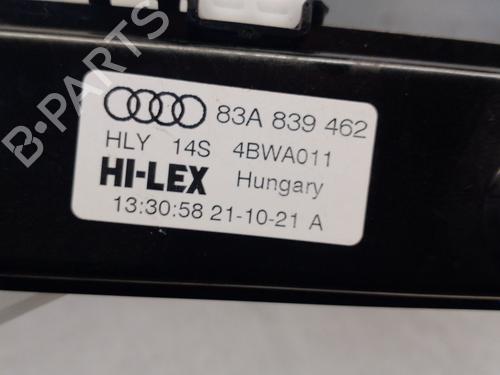 83A 839 462
HLY 14S 4BWA011
HI-LEX Hungary
13:30:58 21-10-21 A
B-PARTS